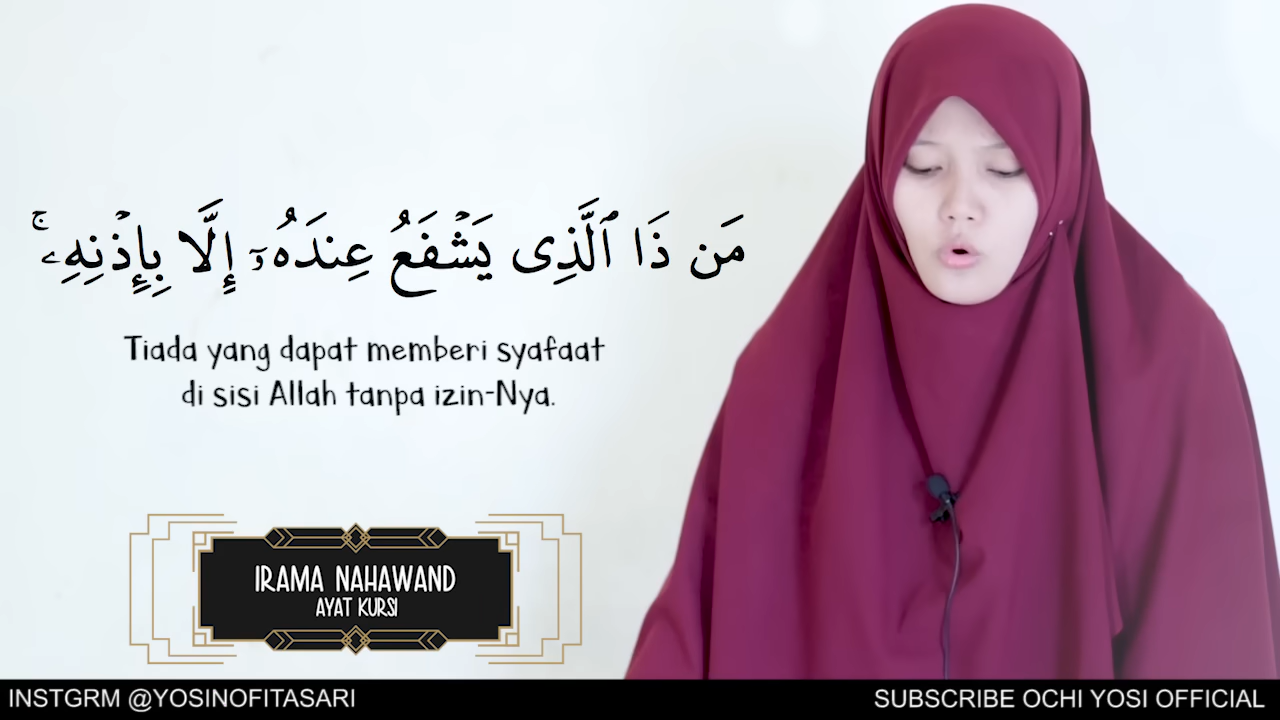 مَن ذَا ٱلَّذِى يَشْفَعُ عِندَهُۥٓ إِلَّا بِإِذْنِهِۦ ۚ
Tiada yang dapat memberi syafaat
di sisi Allah tanpa izin-Nya.
IRAMA NAHAWAND
AYAT KURSI
INSTGRM @YOSINOFITASARI
SUBSCRIBE OCHI YOSI OFFICIAL